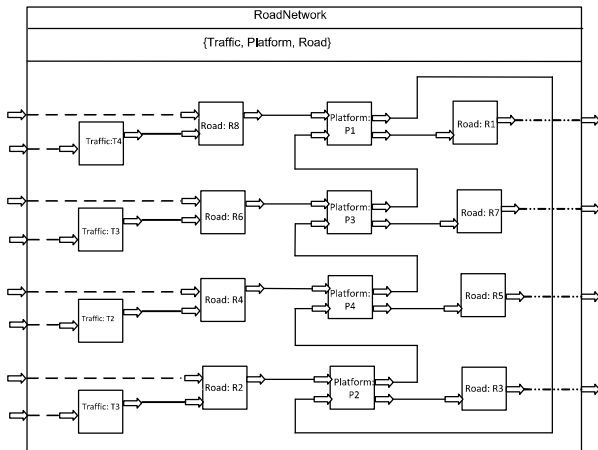 RoadNetwork
{Traffic, Platform, Road}
Traffic:T4
Road: R8
Platform:
P1
Road: R1
Traffic: T3
Road: R6
Platform:
P3
Road: R7
Traffic: T2
Road: R4
Platform:
P4
Road: R5
Traffic: T3
Road: R2
Platform:
P2
Road: R3